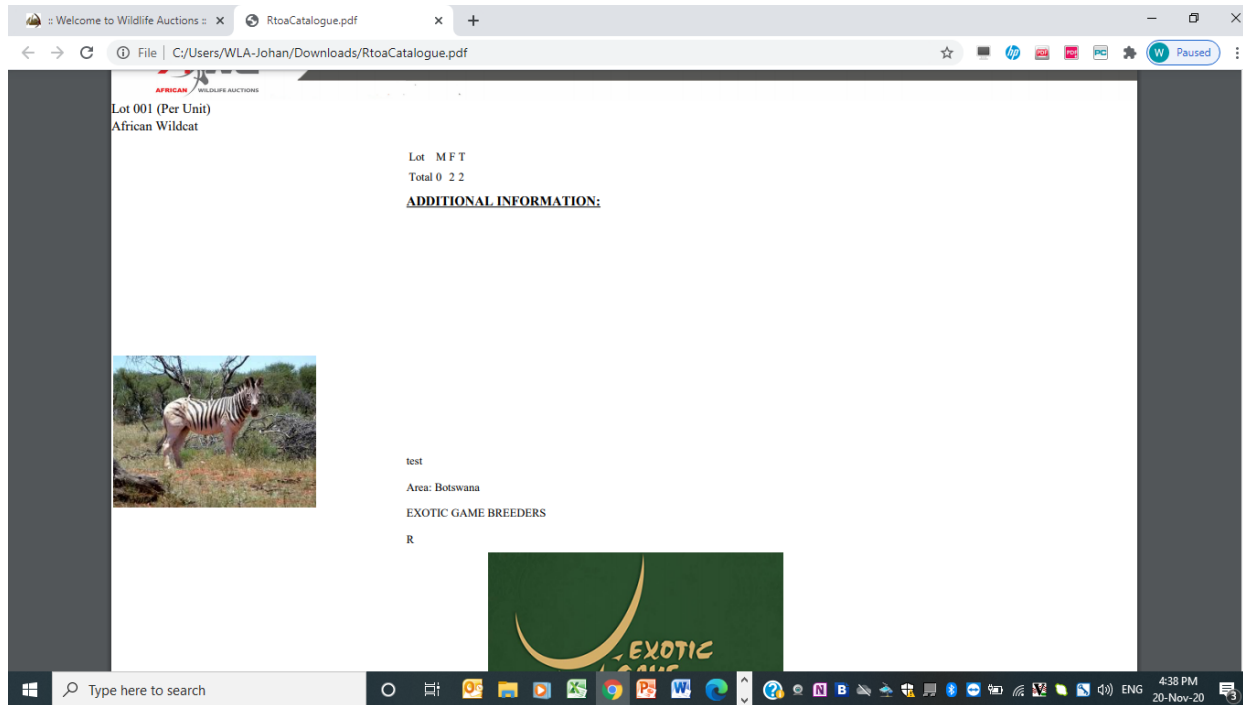 :: Welcome to Wildlife Auctions ::
RtoaCatalogue.pdf
File | C:/Users/WLA-Johan/Downloads/RtoaCatalogue.pdf
W Paused
AFRICAN WILDLIFE AUCTIONS
Lot 001 (Per Unit)
African Wildcat
Lot M F T
Total 0 2 2
ADDITIONAL INFORMATION:
test
Area: Botswana
EXOTIC GAME BREEDERS
R
EXOTIC
Type here to search
ENG
4:38 PM
20-Nov-20
3